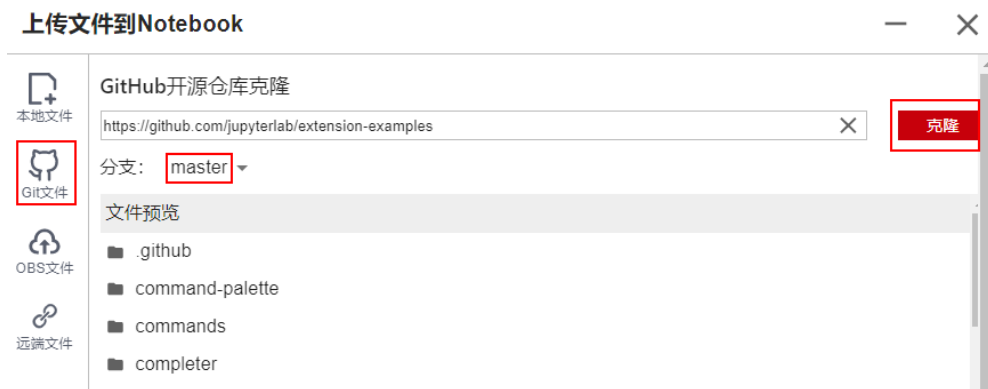 上传文件到Notebook
本地文件
Git文件
OBS文件
远端文件
GitHub开源仓库克隆
https://github.com/jupyterlab/extension-examples
克隆
分支： master
文件预览
.github
command-palette
commands
completer